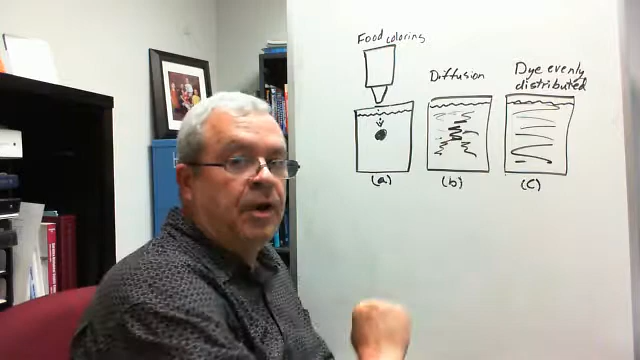 Food coloring
Diffusion
Dye evenly
distributed
(a)
(b)
(c)